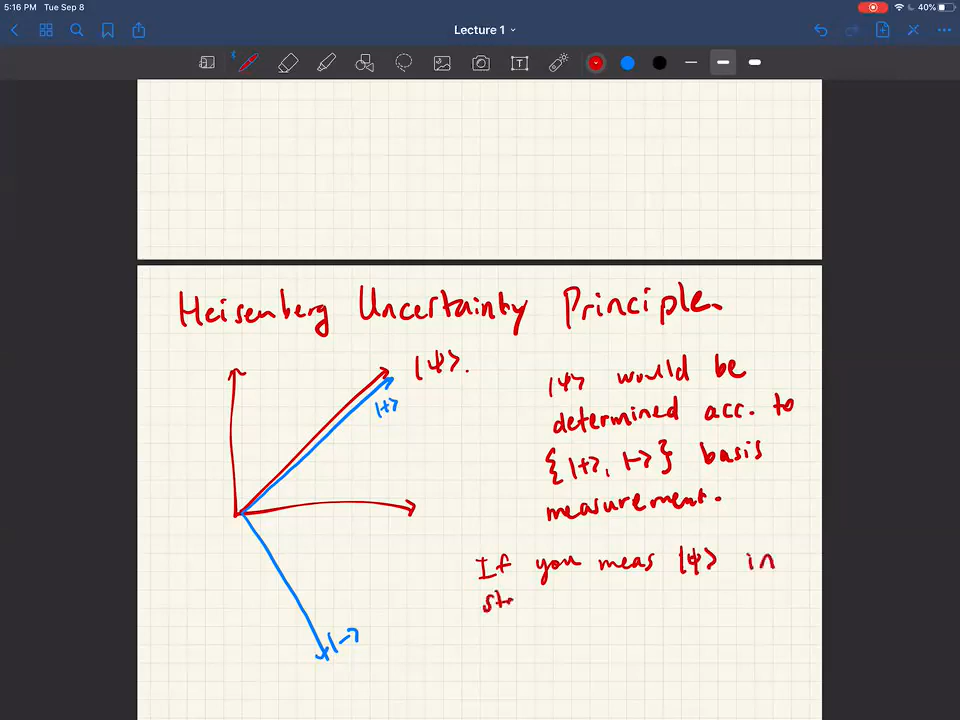 5:16 PM Tue Sep 8
40%
Lecture 1
T
Heisenberg Uncertainty Principle.
|ψ>.
|+>
|->
|ψ> would be
determined acc. to
{|+>, |->} basis
measurement.
If you meas |ψ> in
st